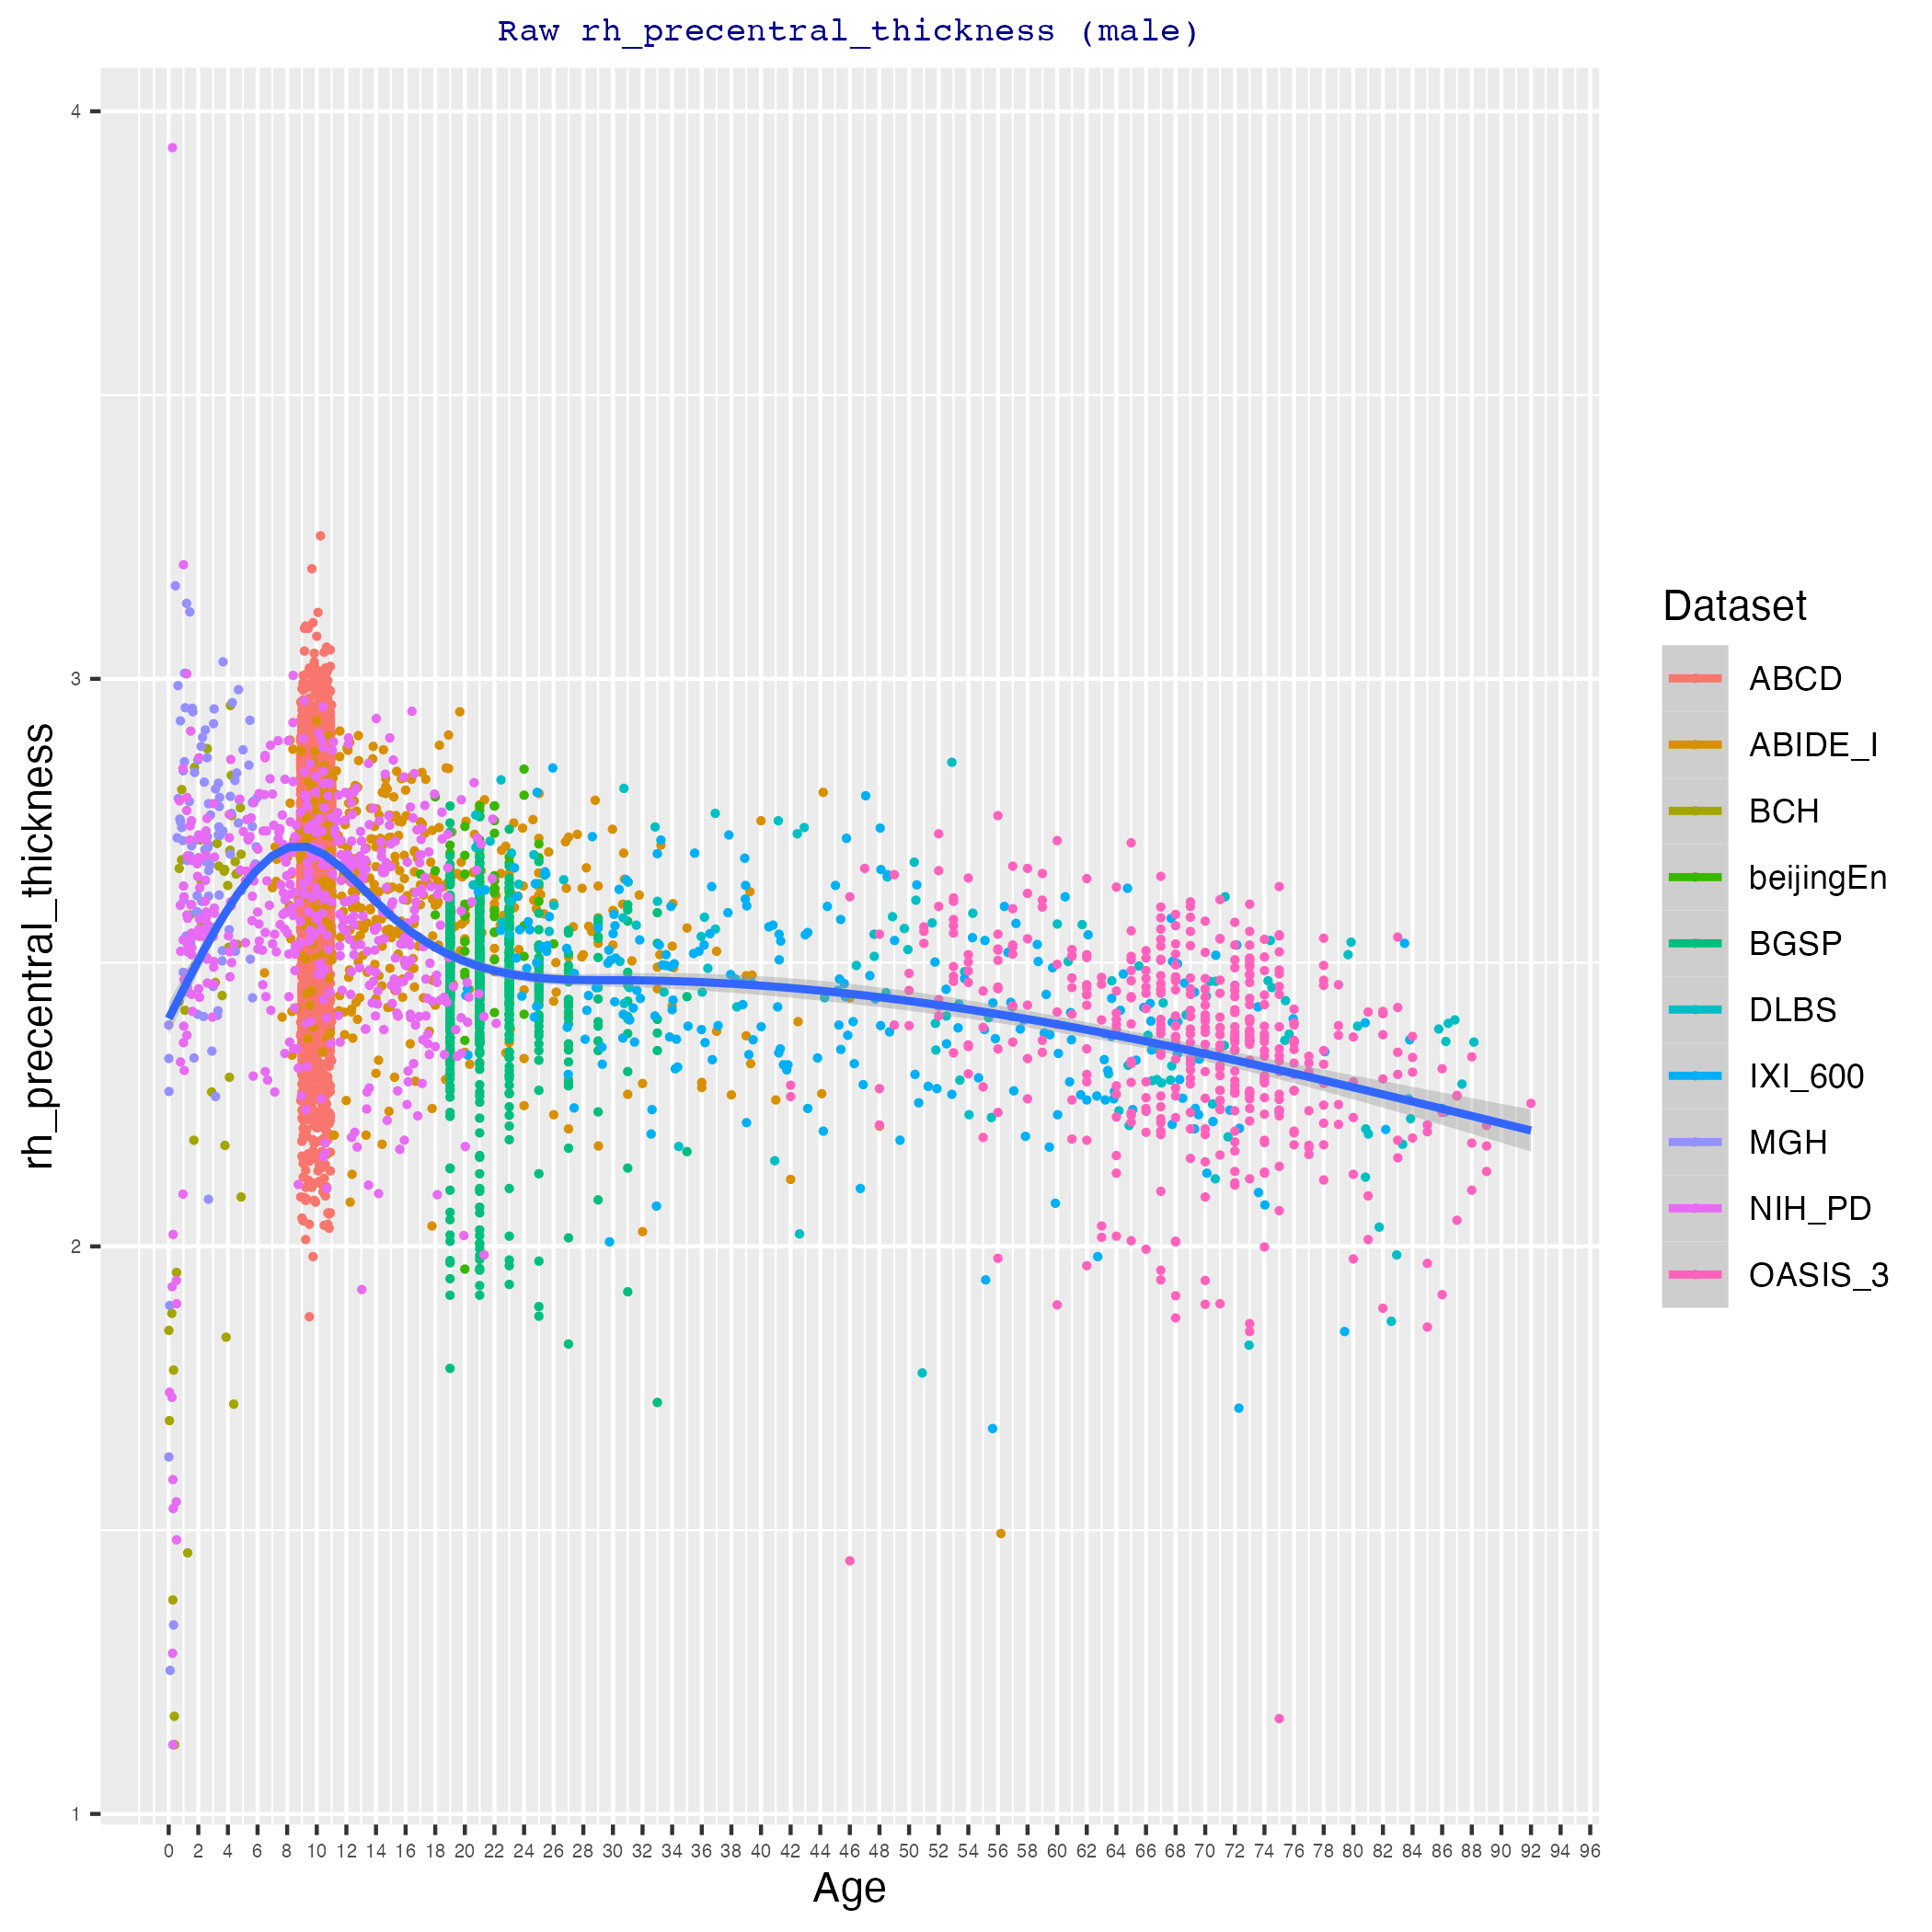 Raw rh_precentral_thickness (male)
rh_precentral_thickness
4
3
2
1
0 2 4 6 8 10 12 14 16 18 20 22 24 26 28 30 32 34 36 38 40 42 44 46 48 50 52 54 56 58 60 62 64 66 68 70 72 74 76 78 80 82 84 86 88 90 92 94 96
Age
Dataset
ABCD
ABIDE_I
BCH
beijingEn
BGSP
DLBS
IXI_600
MGH
NIH_PD
OASIS_3